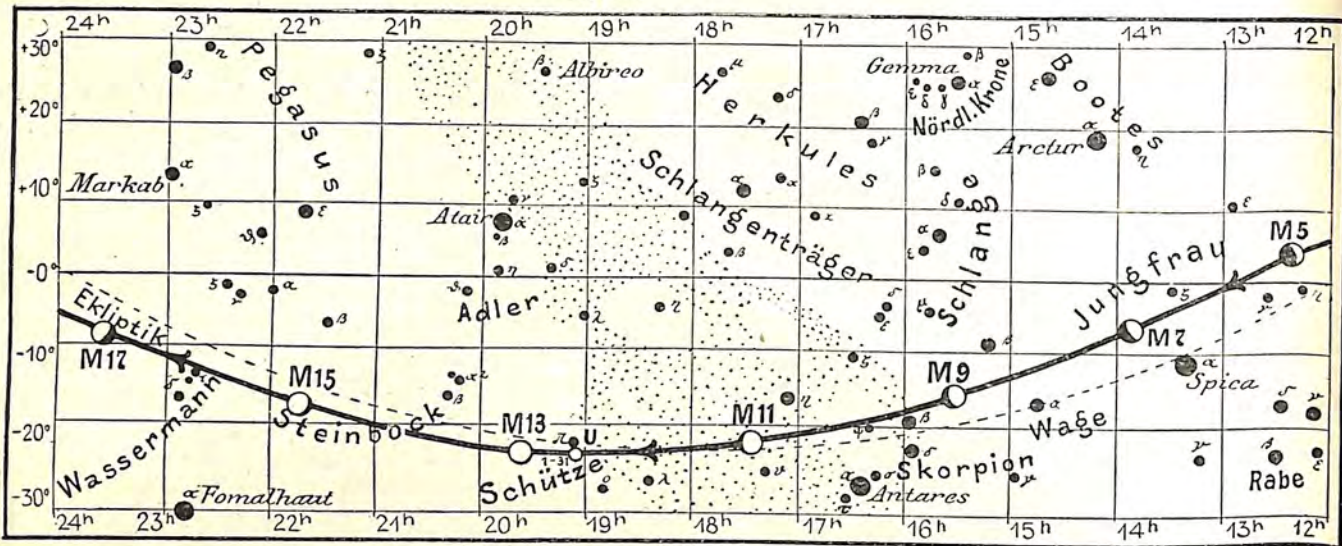 24h 23h 22h 21h 20h 19h 18h 17h 16h 15h 14h 13h 12h
+30°
+20°
+10°
-0°
-10°
-20°
-30°
η Pegasus ξ
β
α
Markab
ξ ε
ϑ
α
γ
β
β Albireo
Herkules
μ
δ
β
γ
Schlangenträger
α
κ
κ
ξ
γ
Atair
α
β
η
δ
ϑ
Adler
λ
η
β
Gemma
α
ε δ γ
Nördl. Krone
Bootes
ε
α
Arctur
η
Schlange
β
δ
α
ε
μ
δ
ε
ξ
β
ε
Jungfrau
M5
η
γ
ξ
M7
α
Spica
M9
Wage
α
M11
η
Ekliptik
M17
δ
Wassermann
M15
Steinbock
α²
β
M13
π
U
1-31
Schütze
ο
λ
υ
ψ
β
δ
Skorpion
α
σ
Antares
τ
δ
γ
β
ε
Rabe
α Fomalhaut
24h 23h 22h 21h 20h 19h 18h 17h 16h 15h 14h 13h 12h